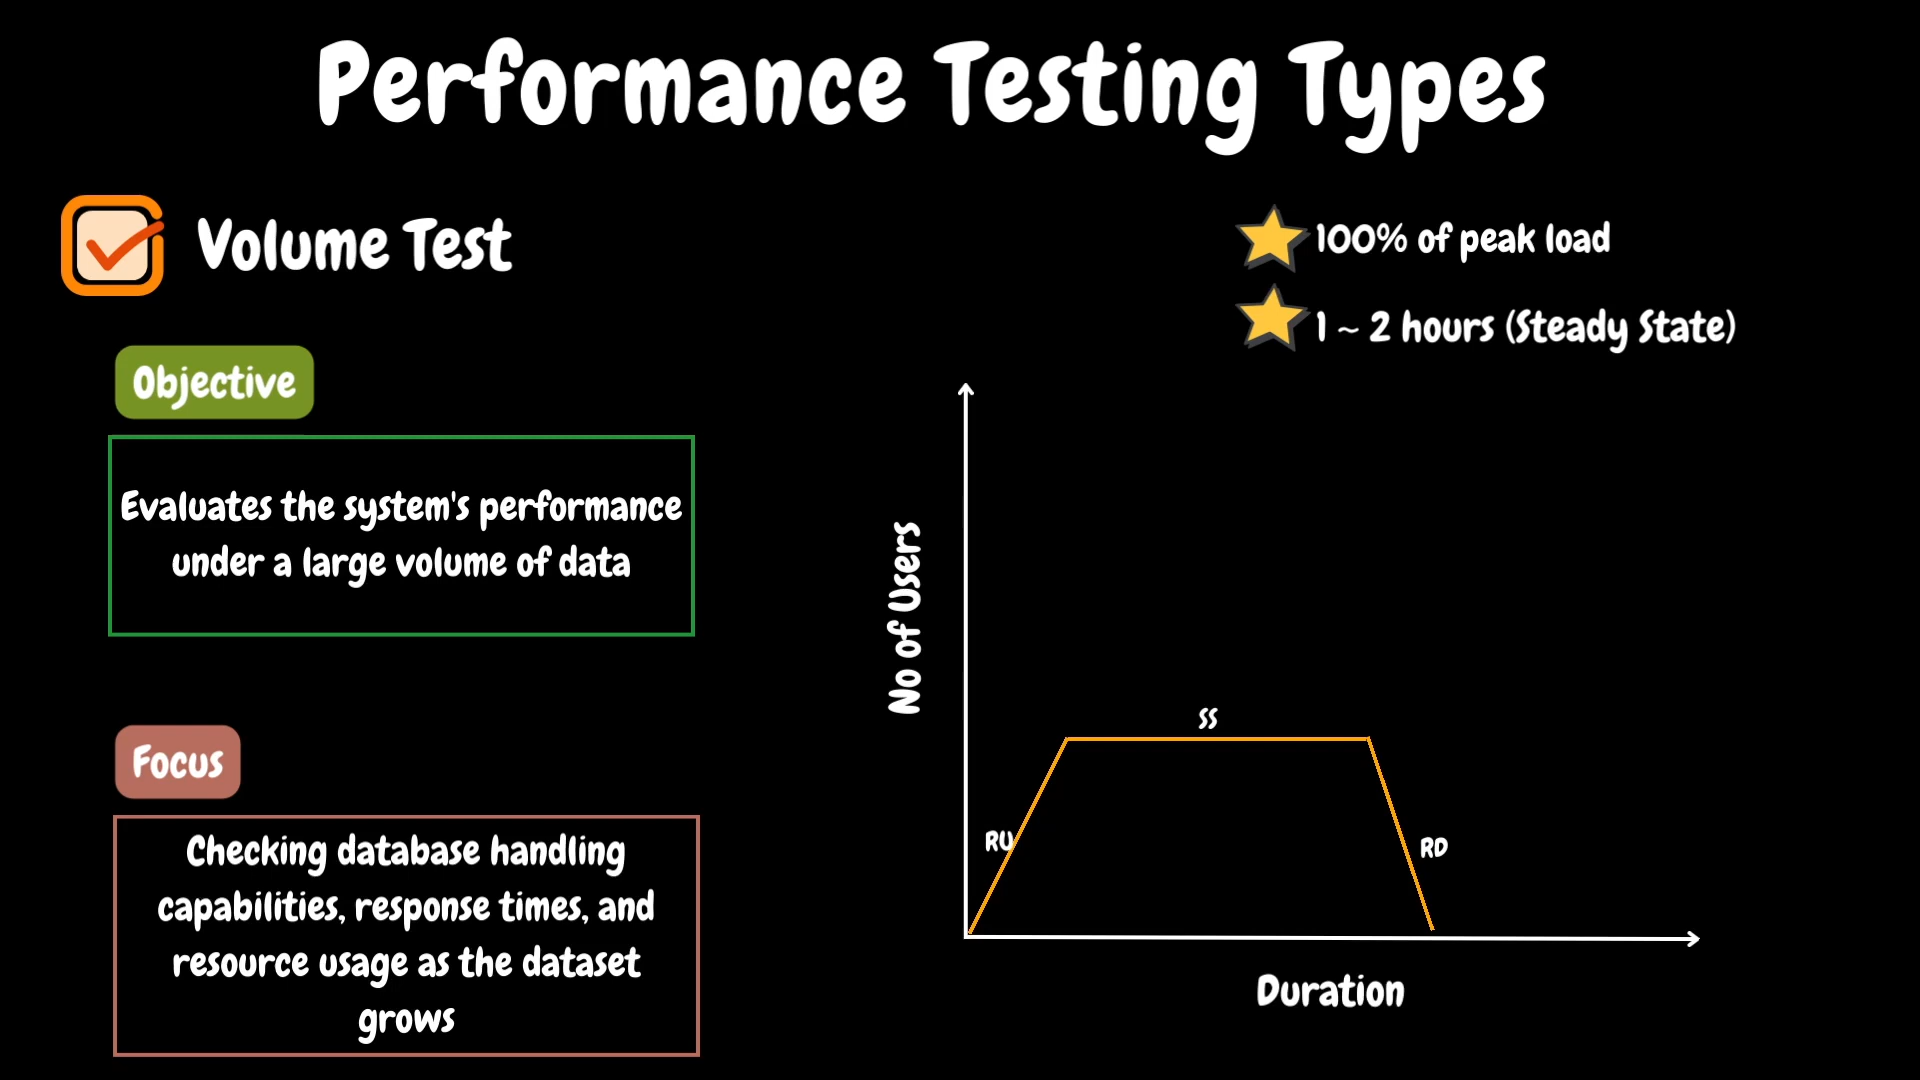 Performance Testing Types
Volume Test
100% of peak load
1 ~ 2 hours (Steady State)
Objective
Evaluates the system's performance
under a large volume of data
Focus
Checking database handling
capabilities, response times, and
resource usage as the dataset
grows
No of Users
SS
RU
RD
Duration